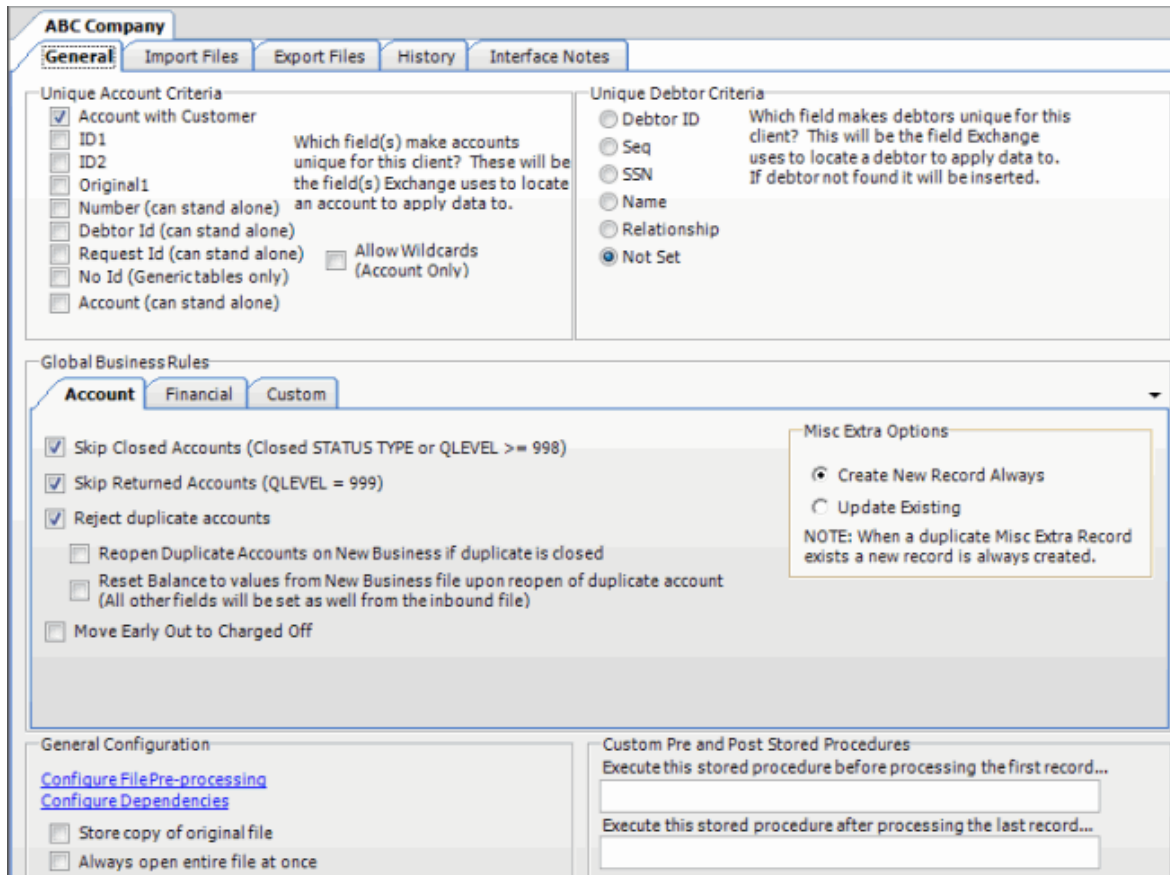 ABC Company
General
Import Files
Export Files
History
Interface Notes
Unique Account Criteria
Account with Customer
ID1
ID2
Original1
Number (can stand alone)
Debtor Id (can stand alone)
Request Id (can stand alone)
No Id (Generic tables only)
Account (can stand alone)
Which field(s) make accounts
unique for this client? These will be
the field(s) Exchange uses to locate
an account to apply data to.
Allow Wildcards
(Account Only)
Unique Debtor Criteria
Debtor ID
Seq
SSN
Name
Relationship
Not Set
Which field makes debtors unique for this
client? This will be the field Exchange
uses to locate a debtor to apply data to.
If debtor not found it will be inserted.
Global Business Rules
Account
Financial
Custom
Skip Closed Accounts (Closed STATUS TYPE or QLEVEL >= 998)
Skip Returned Accounts (QLEVEL = 999)
Reject duplicate accounts
Reopen Duplicate Accounts on New Business if duplicate is closed
Reset Balance to values from New Business file upon reopen of duplicate account
(All other fields will be set as well from the inbound file)
Move Early Out to Charged Off
Misc Extra Options
Create New Record Always
Update Existing
NOTE: When a duplicate Misc Extra Record
exists a new record is always created.
General Configuration
Configure File Pre-processing
Configure Dependencies
Store copy of original file
Always open entire file at once
Custom Pre and Post Stored Procedures
Execute this stored procedure before processing the first record...
Execute this stored procedure after processing the last record...